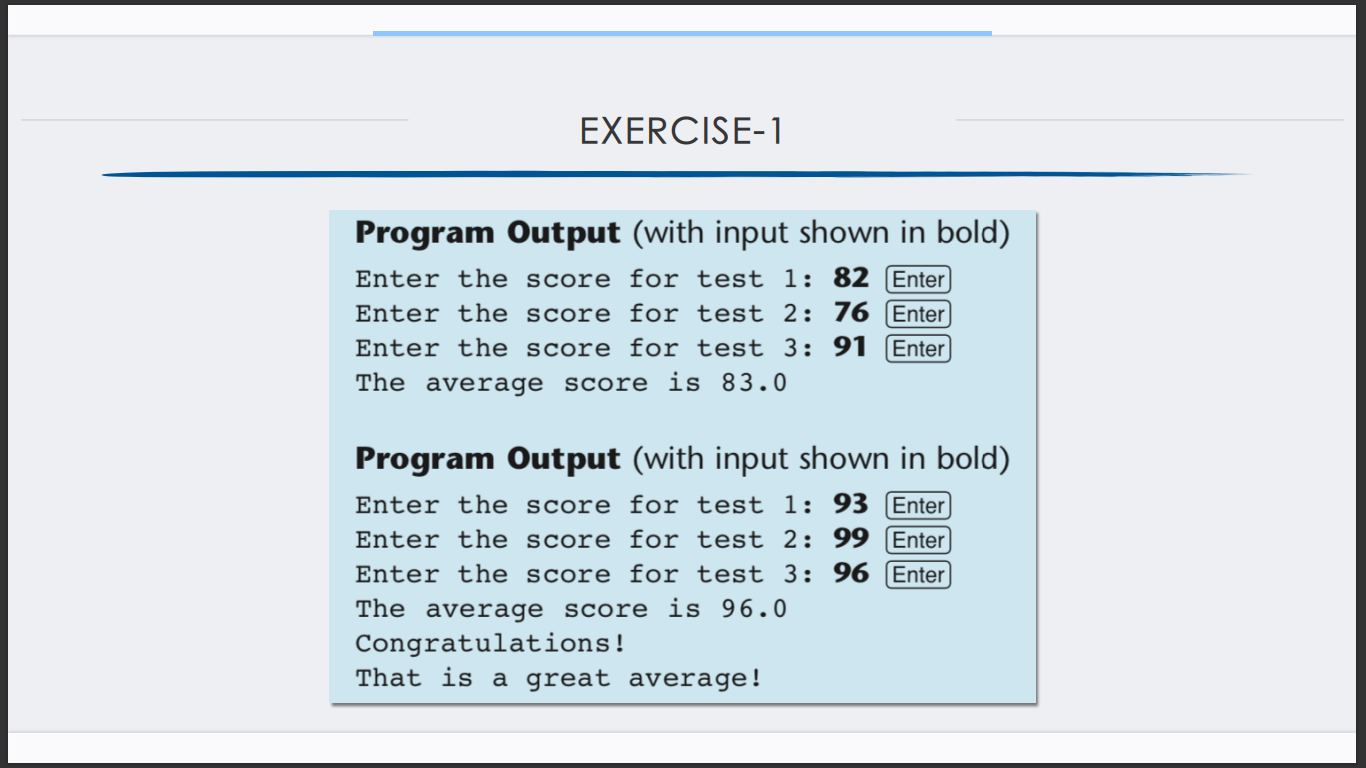 EXERCISE-1
Program Output (with input shown in bold)
Enter the score for test 1: 82 Enter
Enter the score for test 2: 76 Enter
Enter the score for test 3: 91 Enter
The average score is 83.0
Program Output (with input shown in bold)
Enter the score for test 1: 93 Enter
Enter the score for test 2: 99 Enter
Enter the score for test 3: 96 Enter
The average score is 96.0
Congratulations!
That is a great average!